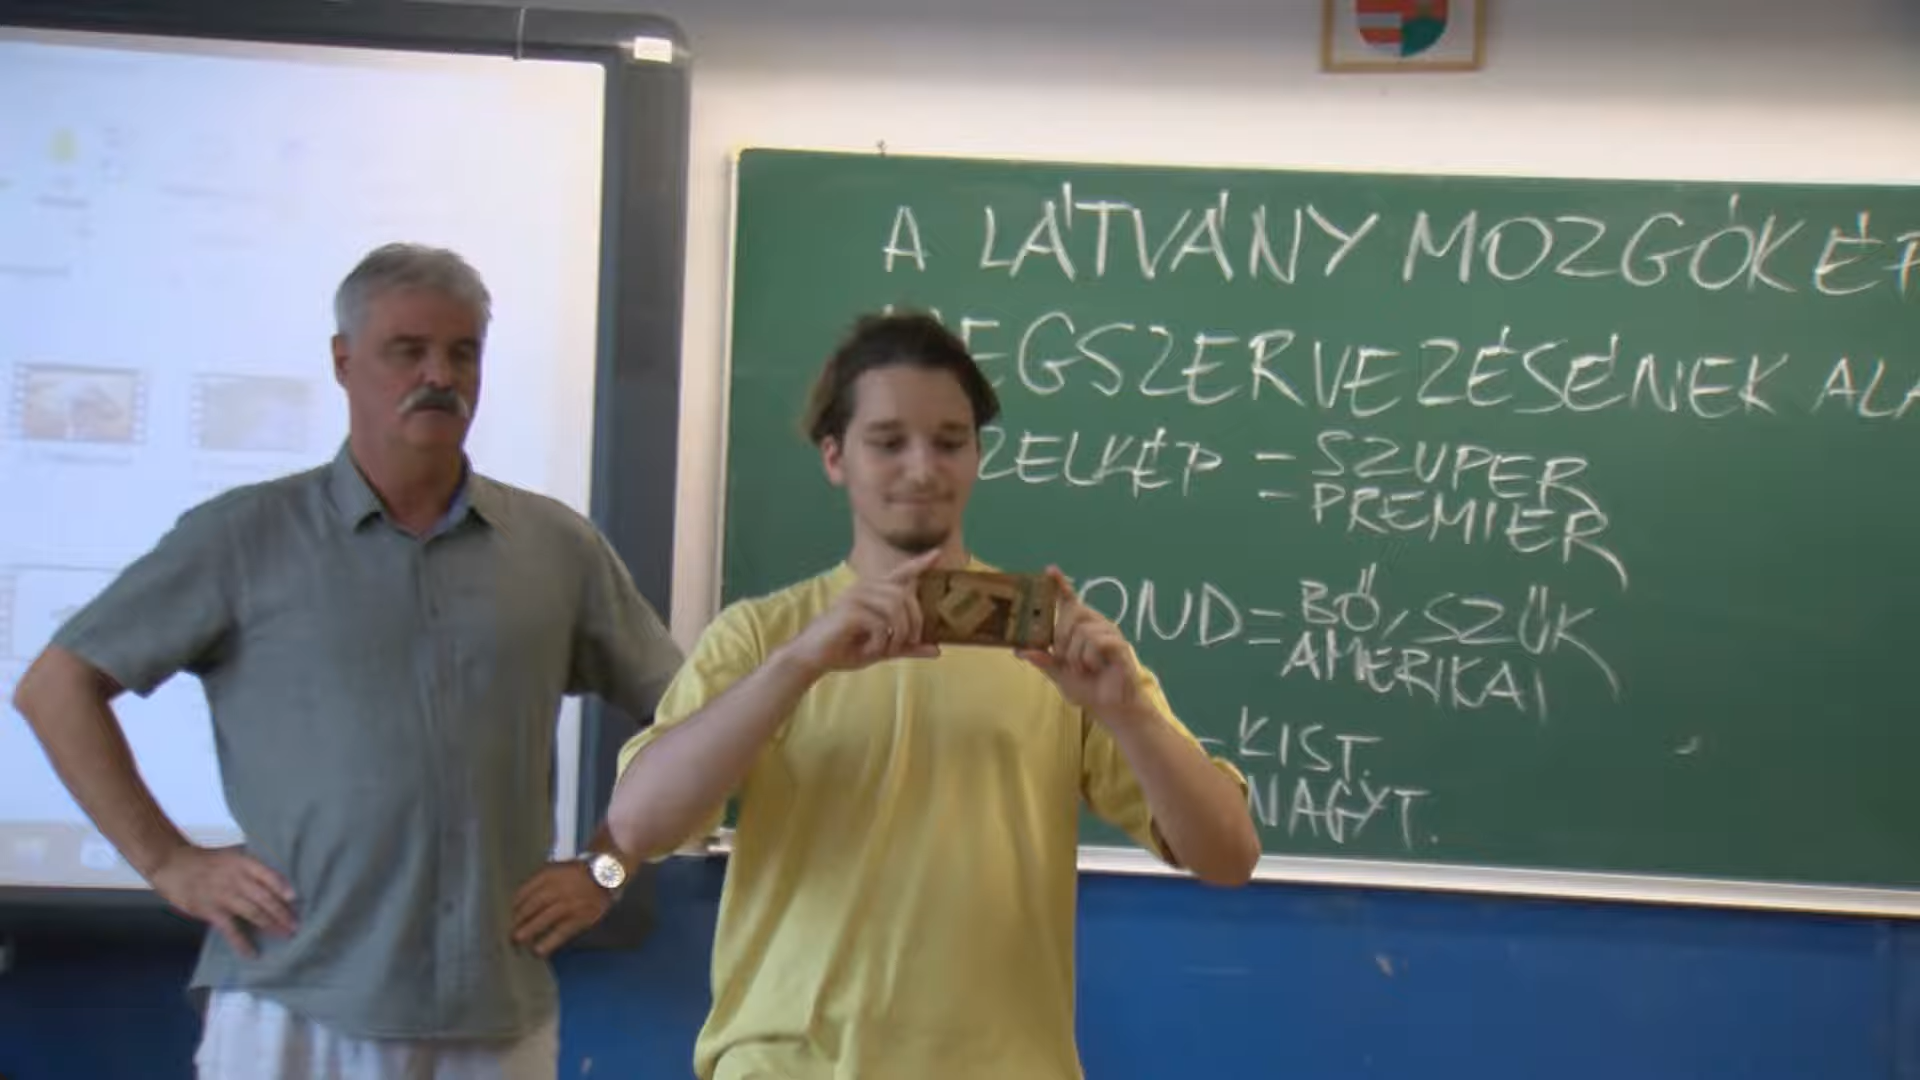 A LÁTVÁNY MOZGÓKÉP
EGSZERVEZÉSÉNEK ALA
ZELKÉP = SZUPER
- PREMIER
OND = BŐ, SZŰK
AMERIKAI
- KIST.
NAGYT.